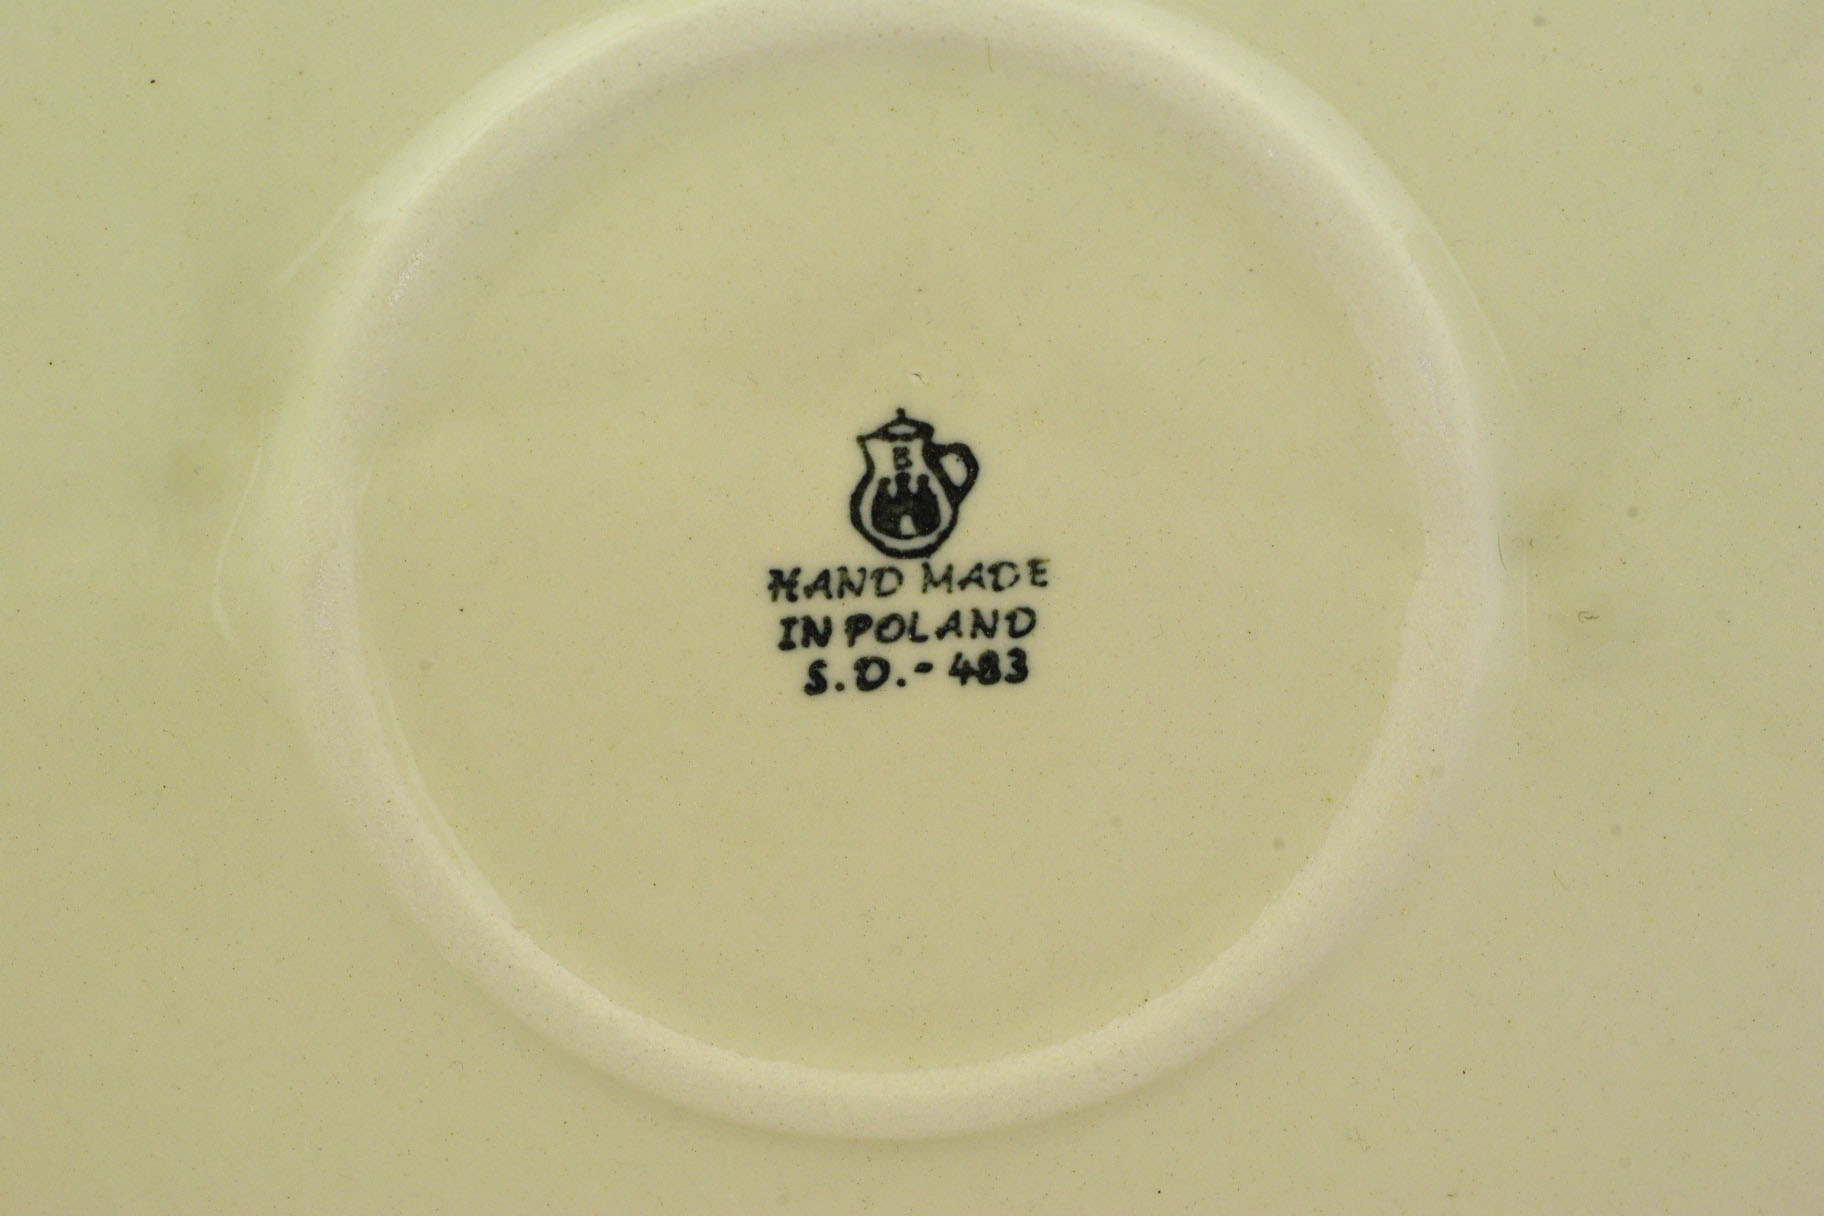 B
HAND MADE
IN POLAND
S.D.- 483